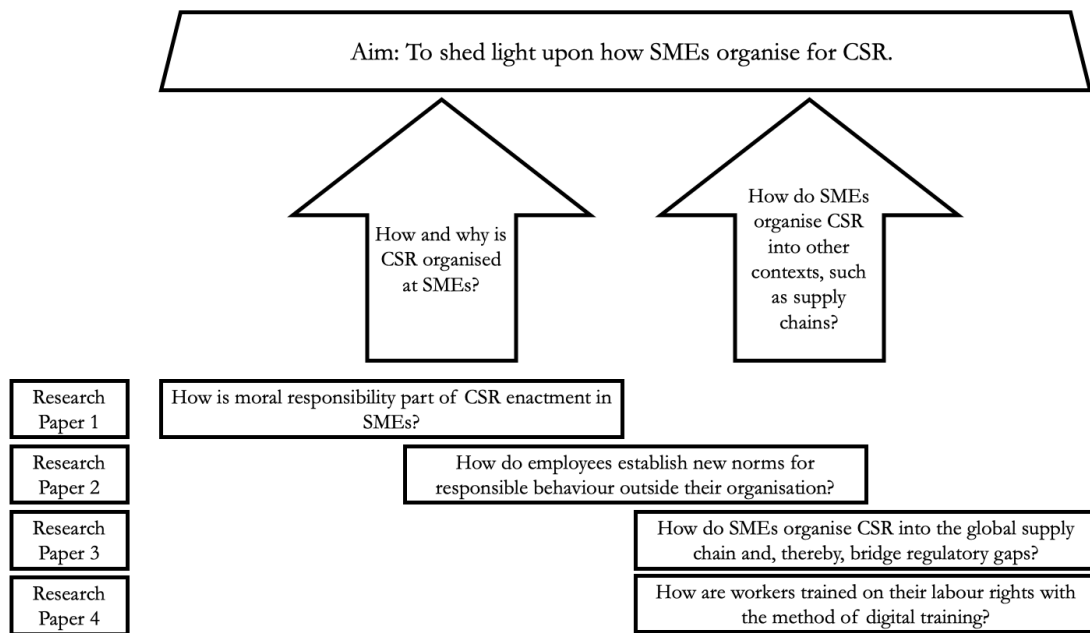 Aim: To shed light upon how SMEs organise for CSR.
How and why is
CSR organised
at SMEs?
How do SMEs
organise CSR
into other
contexts, such
as supply
chains?
Research
Paper 1
How is moral responsibility part of CSR enactment in
SMEs?
Research
Paper 2
How do employees establish new norms for
responsible behaviour outside their organisation?
Research
Paper 3
How do SMEs organise CSR into the global supply
chain and, thereby, bridge regulatory gaps?
Research
Paper 4
How are workers trained on their labour rights with
the method of digital training?